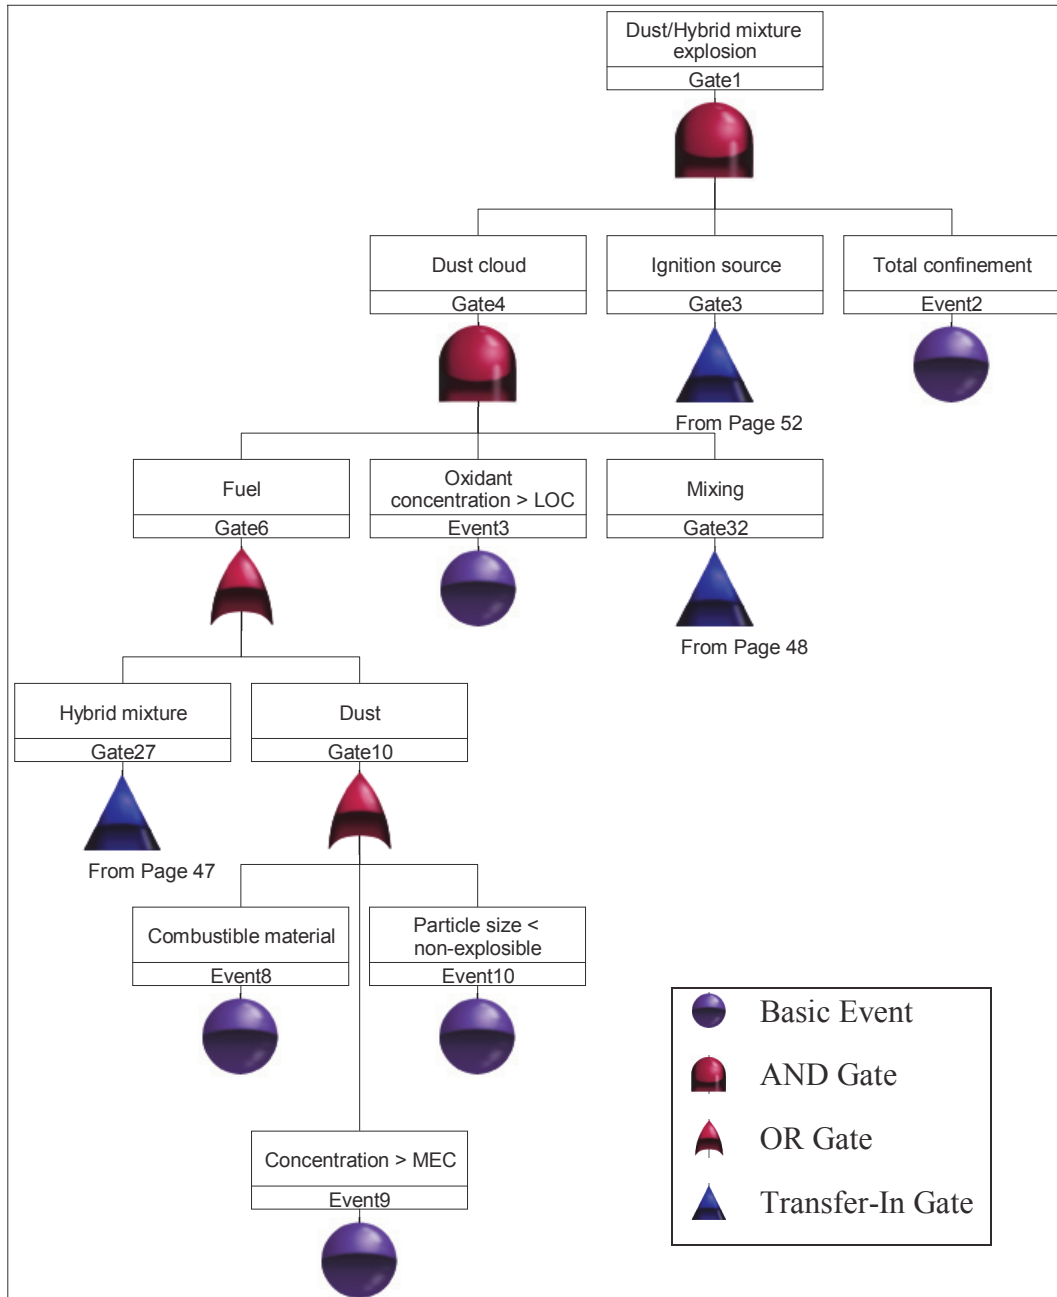 Dust/Hybrid mixture
explosion
Gate1
Dust cloud
Gate4
Ignition source
Gate3
From Page 52
Total confinement
Event2
Fuel
Gate6
Oxidant
concentration > LOC
Event3
Mixing
Gate32
From Page 48
Hybrid mixture
Gate27
From Page 47
Dust
Gate10
Combustible material
Event8
Particle size <
non-explosible
Event10
Concentration > MEC
Event9
Basic Event
AND Gate
OR Gate
Transfer-In Gate